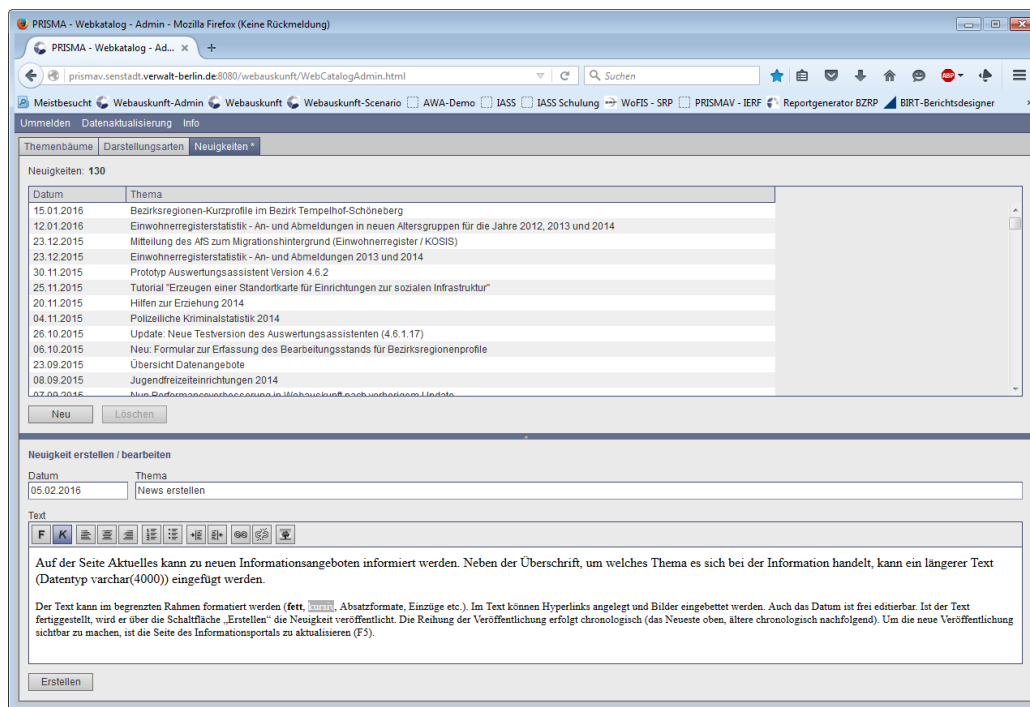 PRISMA - Webkatalog - Admin - Mozilla Firefox (Keine Rückmeldung)
PRISMA - Webkatalog - Ad... × +
prismav.senstadt.verwalt-berlin.de:8080/webauskunft/WebCatalogAdmin.html Suchen ABP
Meistbesucht Webauskunft-Admin Webauskunft Webauskunft-Scenario AWA-Demo IASS IASS Schulung WoFIS - SRP PRISMAV - IERF Reportgenerator BZRP BIRT-Berichtsdesigner
Ummelden Datenaktualisierung Info
Themenbäume Darstellungsarten Neuigkeiten *
Neuigkeiten: 130
Datum Thema
15.01.2016 Bezirksregionen-Kurzprofile im Bezirk Tempelhof-Schöneberg
12.01.2016 Einwohnerregisterstatistik - An- und Abmeldungen in neuen Altersgruppen für die Jahre 2012, 2013 und 2014
23.12.2015 Mitteilung des AfS zum Migrationshintergrund (Einwohnerregister / KOSIS)
23.12.2015 Einwohnerregisterstatistik - An- und Abmeldungen 2013 und 2014
30.11.2015 Prototyp Auswertungsassistent Version 4.6.2
25.11.2015 Tutorial "Erzeugen einer Standortkarte für Einrichtungen zur sozialen Infrastruktur"
20.11.2015 Hilfen zur Erziehung 2014
04.11.2015 Polizeiliche Kriminalstatistik 2014
26.10.2015 Update: Neue Testversion des Auswertungsassistenten (4.6.1.17)
06.10.2015 Neu: Formular zur Erfassung des Bearbeitungsstands für Bezirksregionenprofile
23.09.2015 Übersicht Datenangebote
08.09.2015 Jugendfreizeiteinrichtungen 2014
07.09.2015 Nun Performanceverbesserung in Webauskunft nach vorherigem Update
Neu Löschen
Neuigkeit erstellen / bearbeiten
Datum Thema
05.02.2016 News erstellen
Text
F K
Auf der Seite Aktuelles kann zu neuen Informationsangeboten informiert werden. Neben der Überschrift, um welches Thema es sich bei der Information handelt, kann ein längerer Text
(Datentyp varchar(4000)) eingefügt werden.
Der Text kann im begrenzten Rahmen formatiert werden (fett, kursiv, Absatzformate, Einzüge etc.). Im Text können Hyperlinks angelegt und Bilder eingebettet werden. Auch das Datum ist frei editierbar. Ist der Text
fertiggestellt, wird er über die Schaltfläche „Erstellen“ die Neuigkeit veröffentlicht. Die Reihung der Veröffentlichung erfolgt chronologisch (das Neueste oben, ältere chronologisch nachfolgend). Um die neue Veröffentlichung
sichtbar zu machen, ist die Seite des Informationsportals zu aktualisieren (F5).
Erstellen